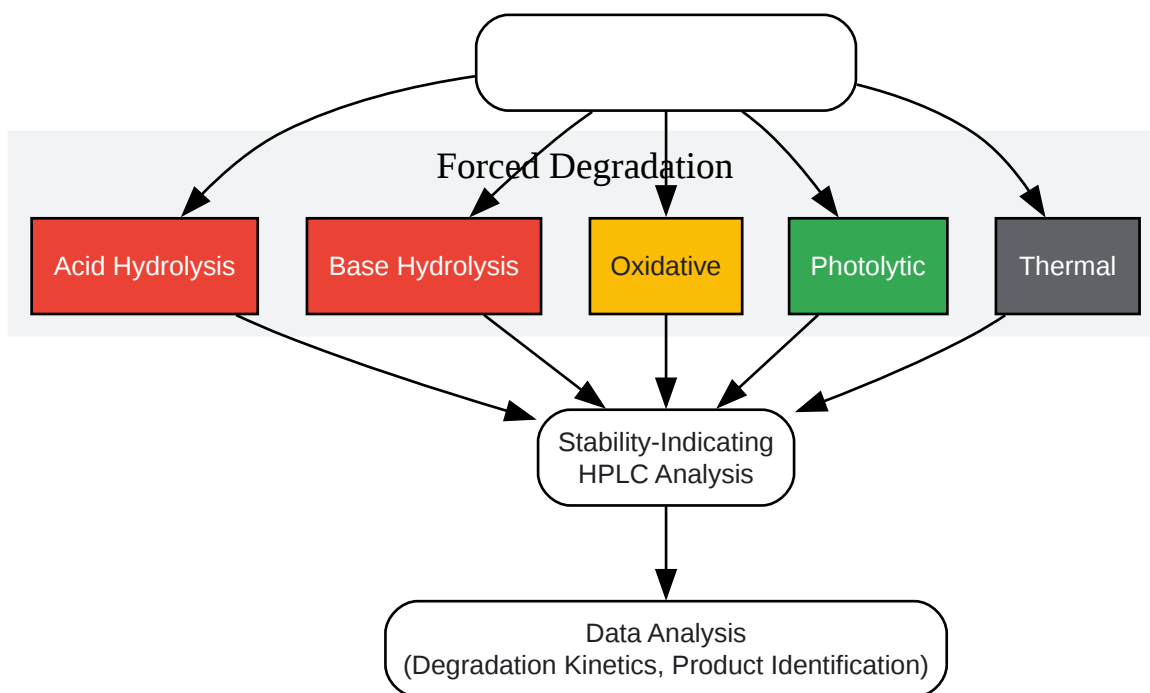 Forced Degradation
Acid Hydrolysis
Base Hydrolysis
Oxidative
Photolytic
Thermal
Stability-Indicating
HPLC Analysis
Data Analysis
(Degradation Kinetics, Product Identification)